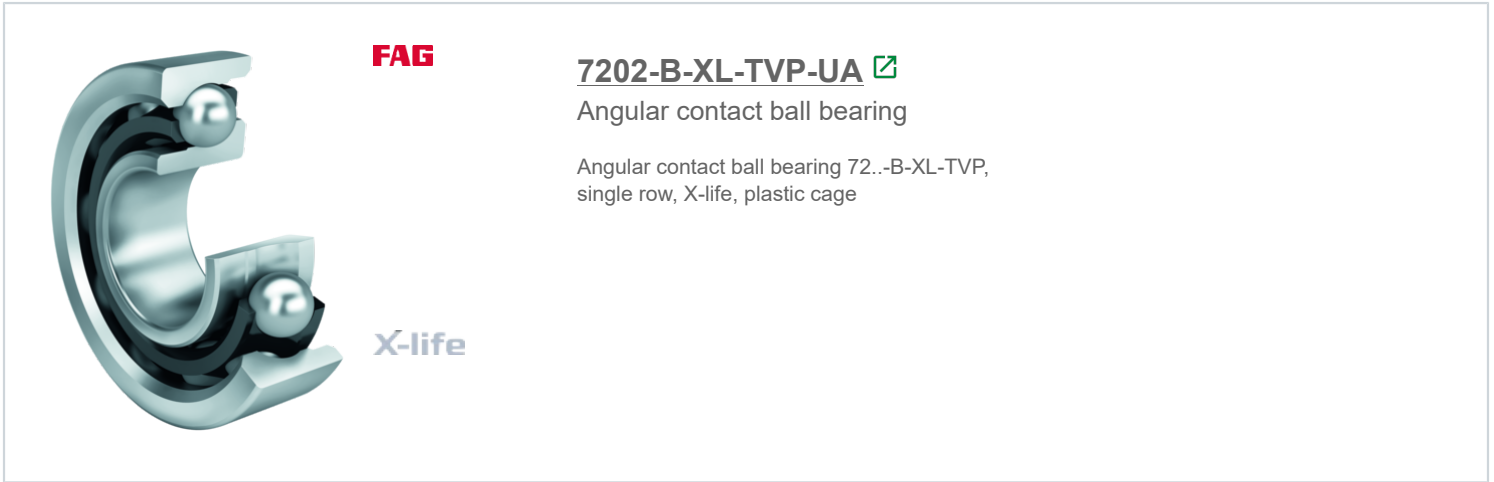 FAG
7202-B-XL-TVP-UA
Angular contact ball bearing
Angular contact ball bearing 72..-B-XL-TVP,
single row, X-life, plastic cage
X-life